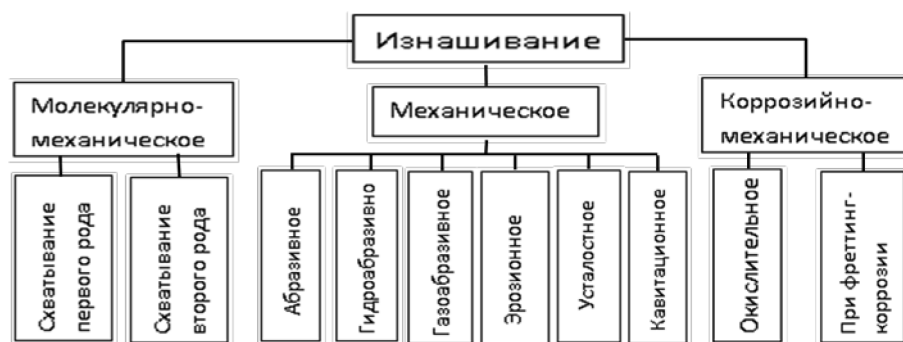 Изнашивание
Молекулярно-
механическое
Механическое
Коррозийно-
механическое
Схватывание
первого рода
Схватывание
второго рода
Абразивное
Гидроабразивно
Газоабразивное
Эрозионное
Усталостное
Кавитационное
Окислительное
При фреттинг-
коррозии